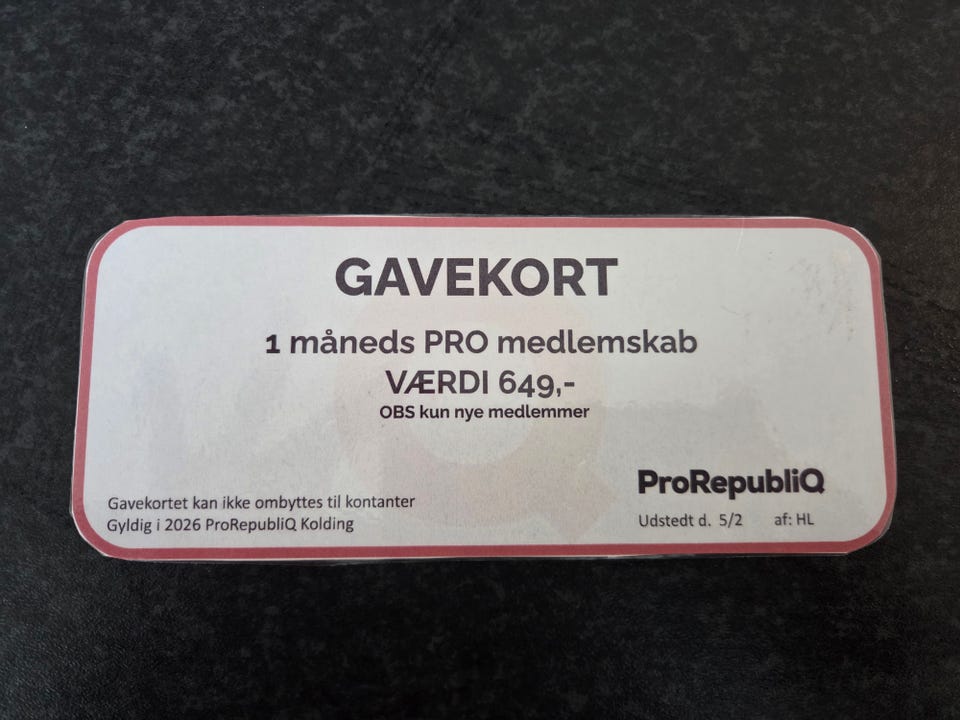 GAVEKORT
1 måneds PRO medlemskab
VÆRDI 649,-
OBS kun nye medlemmer
Gavekortet kan ikke ombyttes til kontanter
Gyldig i 2026 ProRepubliQ Kolding
ProRepubliQ
Udstedt d. 5/2 af: HL